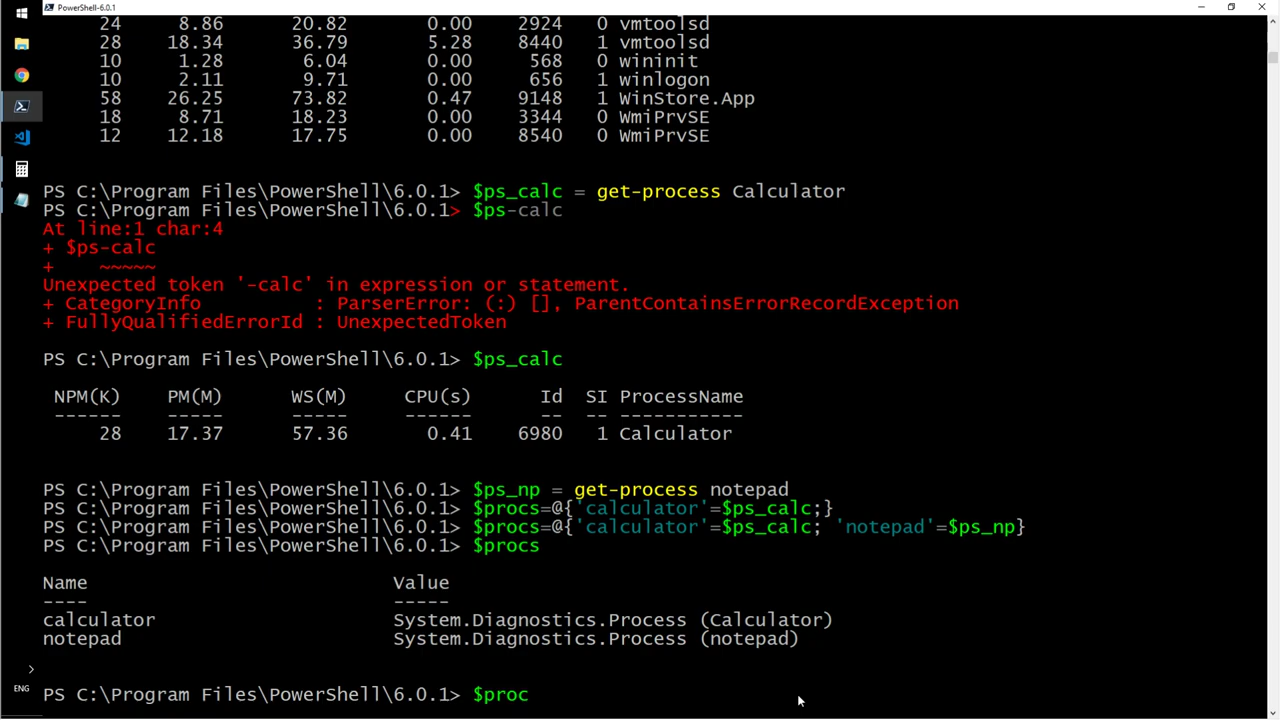 PowerShell-6.0.1
24 8.86 20.82 0.00 2924 0 vmtoolsd
28 18.34 36.79 5.28 8440 1 vmtoolsd
10 1.28 6.04 0.00 568 0 wininit
10 2.11 9.71 0.00 656 1 winlogon
58 26.25 73.82 0.47 9148 1 WinStore.App
18 8.71 18.23 0.00 3344 0 WmiPrvSE
12 12.18 17.75 0.00 8540 0 WmiPrvSE
PS C:\Program Files\PowerShell\6.0.1> $ps_calc = get-process Calculator
PS C:\Program Files\PowerShell\6.0.1> $ps-calc
At line:1 char:4
+ $ps-calc
+ ~~~~~
Unexpected token '-calc' in expression or statement.
+ CategoryInfo : ParserError: (:) [], ParentContainsErrorRecordException
+ FullyQualifiedErrorId : UnexpectedToken
PS C:\Program Files\PowerShell\6.0.1> $ps_calc
NPM(K) PM(M) WS(M) CPU(s) Id SI ProcessName
------ ----- ----- ------ -- -- -----------
28 17.37 57.36 0.41 6980 1 Calculator
PS C:\Program Files\PowerShell\6.0.1> $ps_np = get-process notepad
PS C:\Program Files\PowerShell\6.0.1> $procs=@{'calculator'=$ps_calc;}
PS C:\Program Files\PowerShell\6.0.1> $procs=@{'calculator'=$ps_calc; 'notepad'=$ps_np}
PS C:\Program Files\PowerShell\6.0.1> $procs
Name Value
---- -----
calculator System.Diagnostics.Process (Calculator)
notepad System.Diagnostics.Process (notepad)
ENG
PS C:\Program Files\PowerShell\6.0.1> $proc